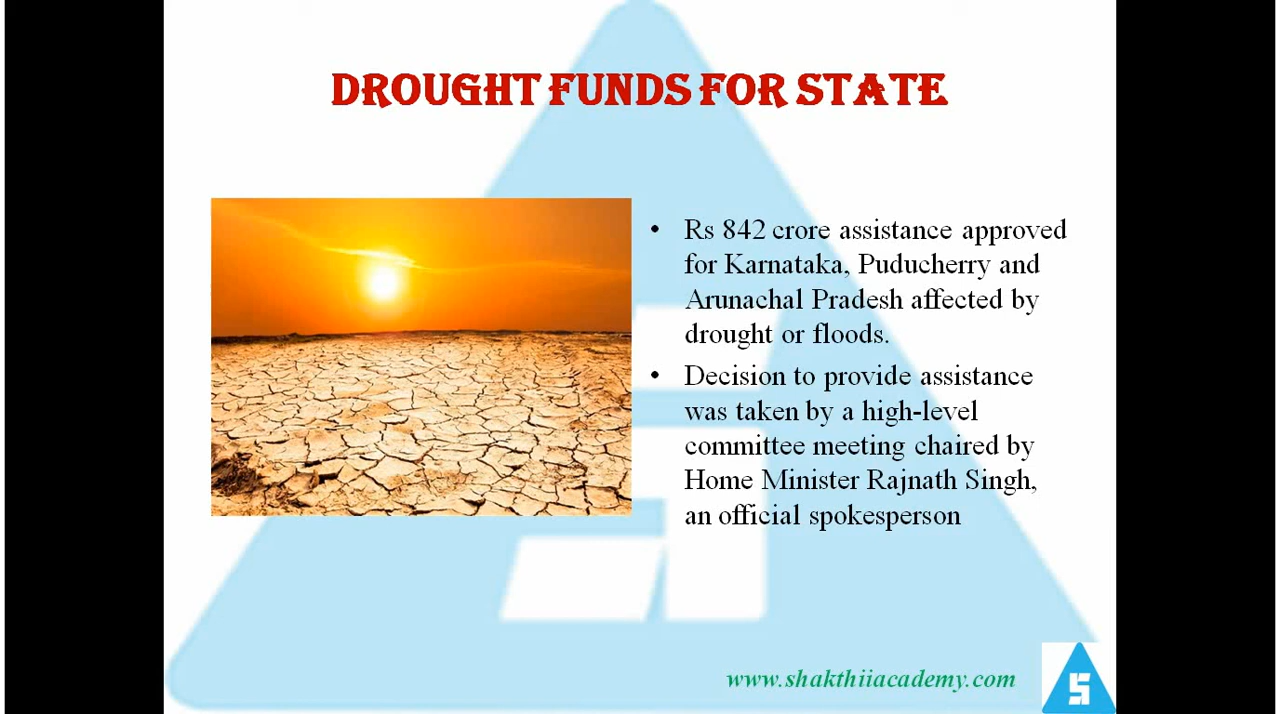 DROUGHT FUNDS FOR STATE
• Rs 842 crore assistance approved
for Karnataka, Puducherry and
Arunachal Pradesh affected by
drought or floods.
• Decision to provide assistance
was taken by a high-level
committee meeting chaired by
Home Minister Rajnath Singh,
an official spokesperson
www.shakthiiacademy.com
S